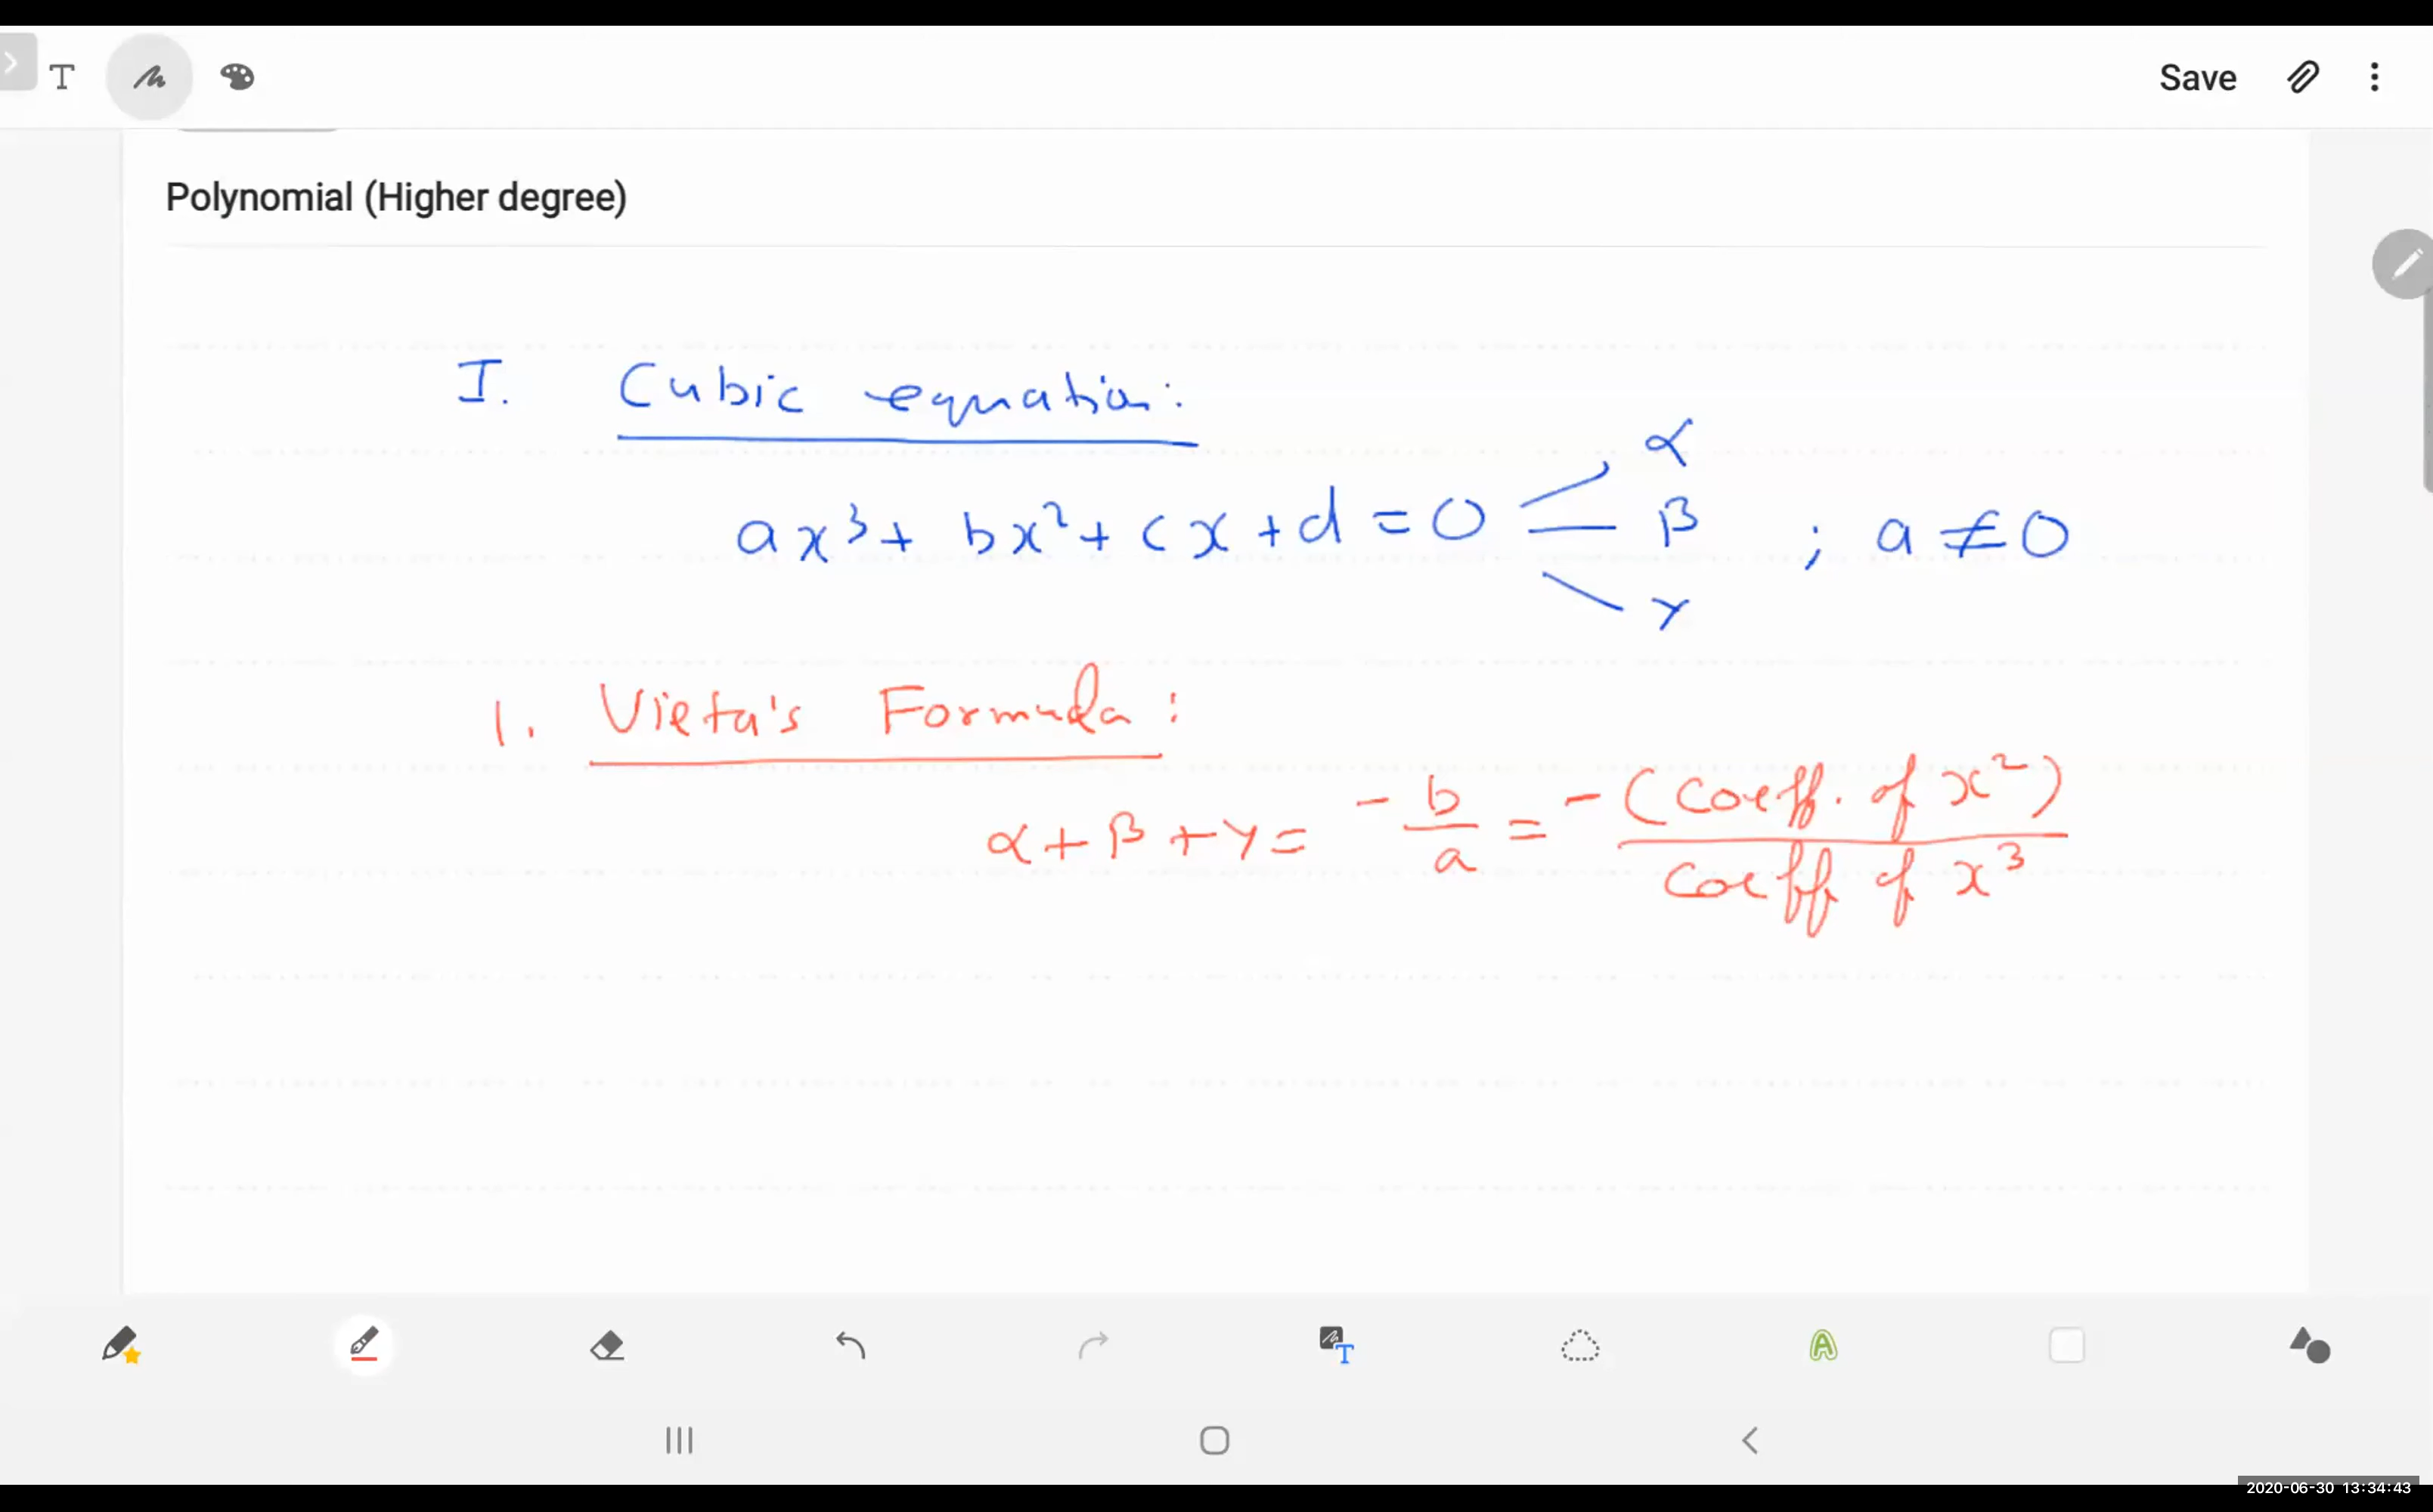 T
Save
Polynomial (Higher degree)
I. Cubic equation:
ax³ + bx² + cx + d = 0 α β γ ; a ≠ 0
1. Vieta's Formula:
α + β + γ = - b/a = - (Coeff. of x²) / Coeff of x³
T
A
2020-06-30 13:34:43